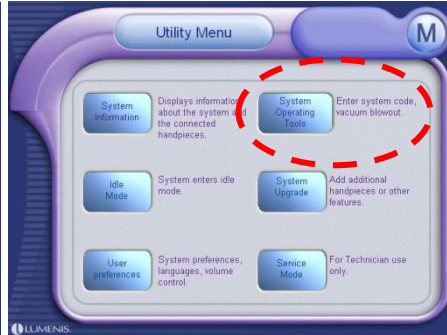 Utility Menu
M
System
Information
Displays information
about the system and
the connected
handpieces.
System
Operating
Tools
Enter system code,
vacuum blowout.
Idle
Mode
System enters idle
mode.
System
Upgrade
Add additional
handpieces or other
features.
User
preferences
System preferences,
languages, volume
control.
Service
Mode
For Technician use
only.
LUMENIS